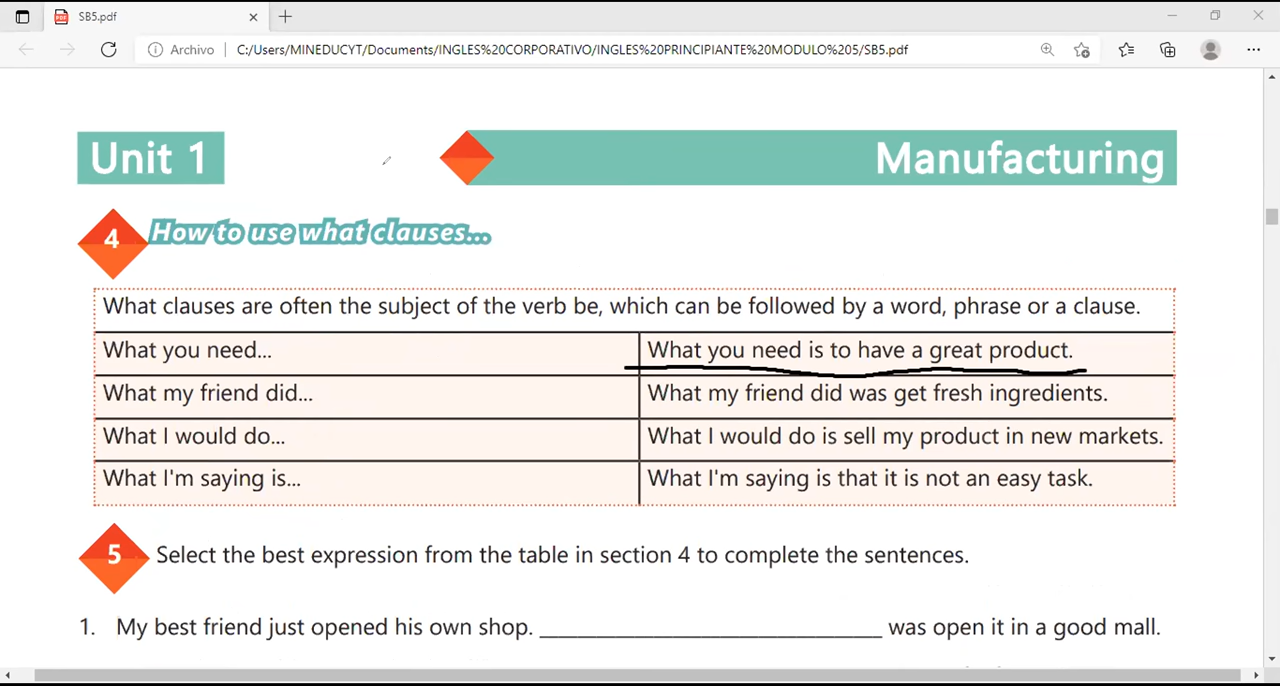 SB5.pdf
Archivo
C:/Users/MINEDUCYT/Documents/INGLES%20CORPORATIVO/INGLES%20PRINCIPIANTE%20MODULO%205/SB5.pdf
Unit 1
Manufacturing
4 How to use what clauses...
What clauses are often the subject of the verb be, which can be followed by a word, phrase or a clause.
What you need... What you need is to have a great product.
What my friend did... What my friend did was get fresh ingredients.
What I would do... What I would do is sell my product in new markets.
What I'm saying is... What I'm saying is that it is not an easy task.
5 Select the best expression from the table in section 4 to complete the sentences.
1. My best friend just opened his own shop. ______________________________ was open it in a good mall.